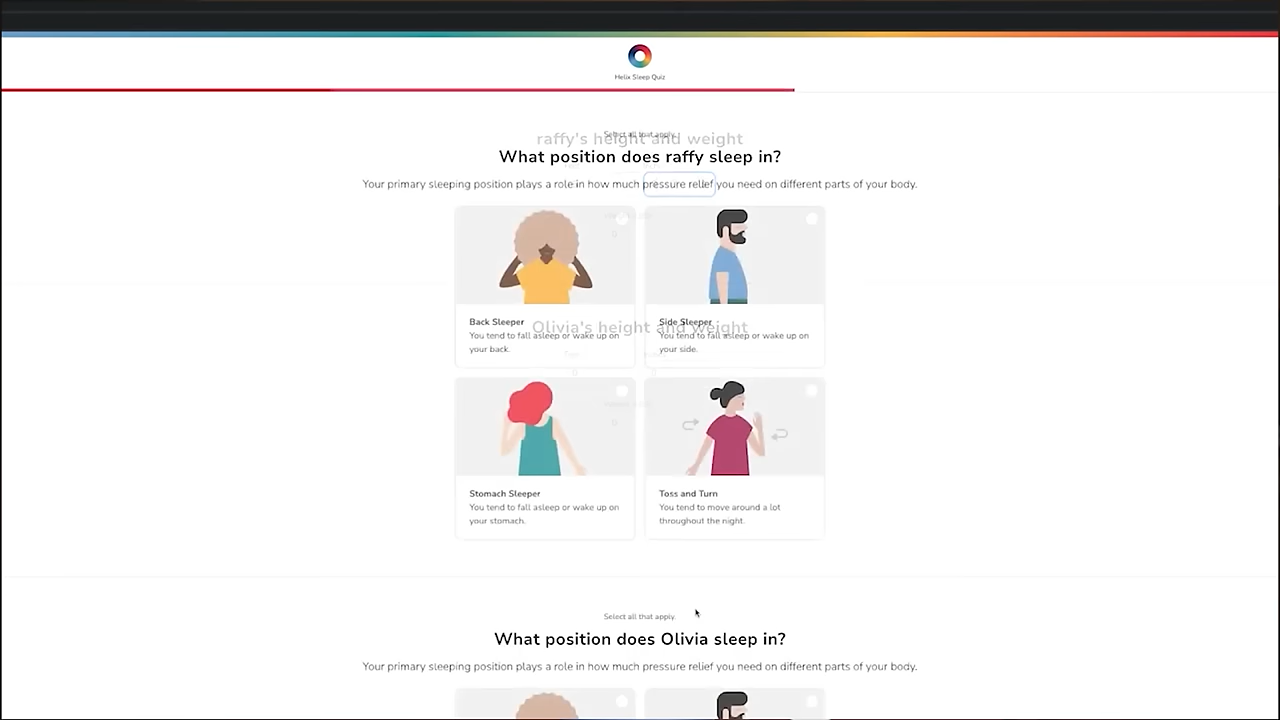 Helix Sleep Quiz
Select all that apply.
raffy's height and weight
What position does raffy sleep in?
Your primary sleeping position plays a role in how much pressure relief you need on different parts of your body.
Back Sleeper
You tend to fall asleep or wake up on
your back.
Side Sleeper
You tend to fall asleep or wake up on
your side.
Olivia's height and weight
Stomach Sleeper
You tend to fall asleep or wake up on
your stomach.
Toss and Turn
You tend to move around a lot
throughout the night.
Select all that apply.
What position does Olivia sleep in?
Your primary sleeping position plays a role in how much pressure relief you need on different parts of your body.